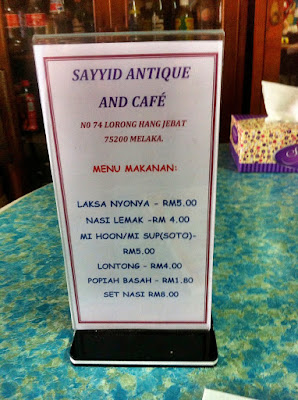 SAYYID ANTIQUE
AND CAFÉ
NO 74 LORONG HANG JEBAT
75200 MELAKA.
MENU MAKANAN:
LAKSA NYONYA - RM5.00
NASI LEMAK -RM 4.00
MI HOON/MI SUP(SOTO)-
RM5.00
LONTONG - RM4.00
POPIAH BASAH - RM1.80
SET NASI RM8.00